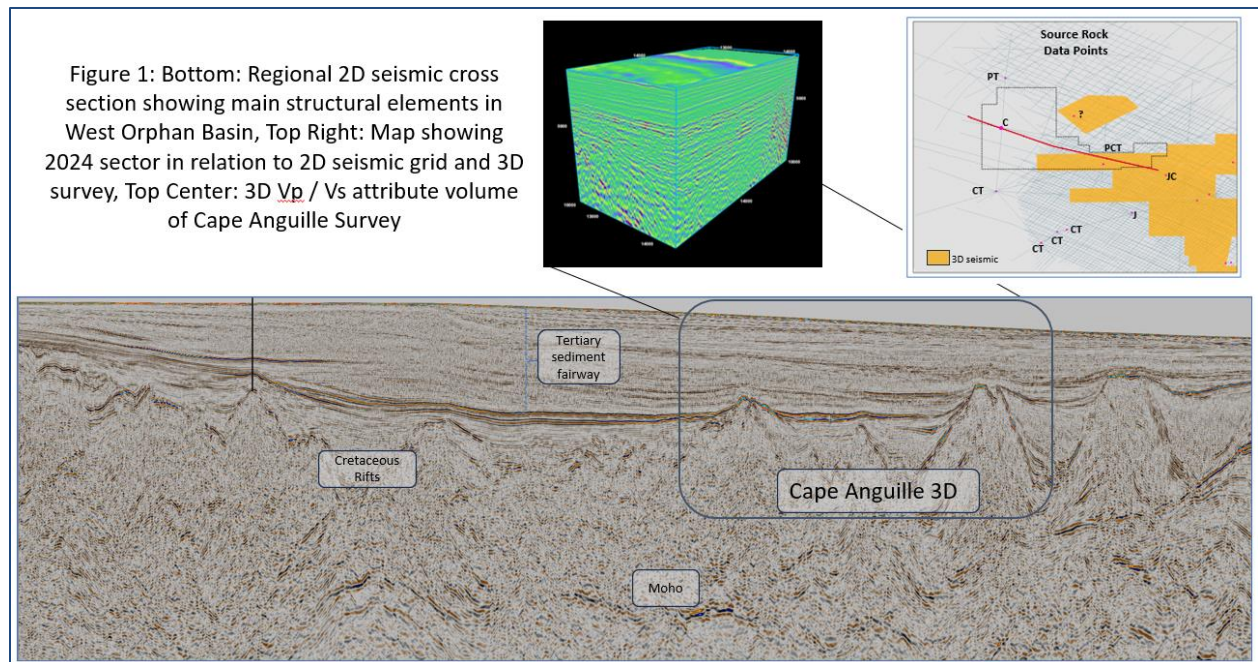 Figure 1: Bottom: Regional 2D seismic cross
section showing main structural elements in
West Orphan Basin, Top Right: Map showing
2024 sector in relation to 2D seismic grid and 3D
survey, Top Center: 3D Vp / Vs attribute volume
of Cape Anguille Survey
Source Rock
Data Points
PT
?
C
PCT
JC
CT
J
CT
CT
CT
3D seismic
Tertiary
sediment
fairway
Cretaceous
Rifts
Cape Anguille 3D
Moho